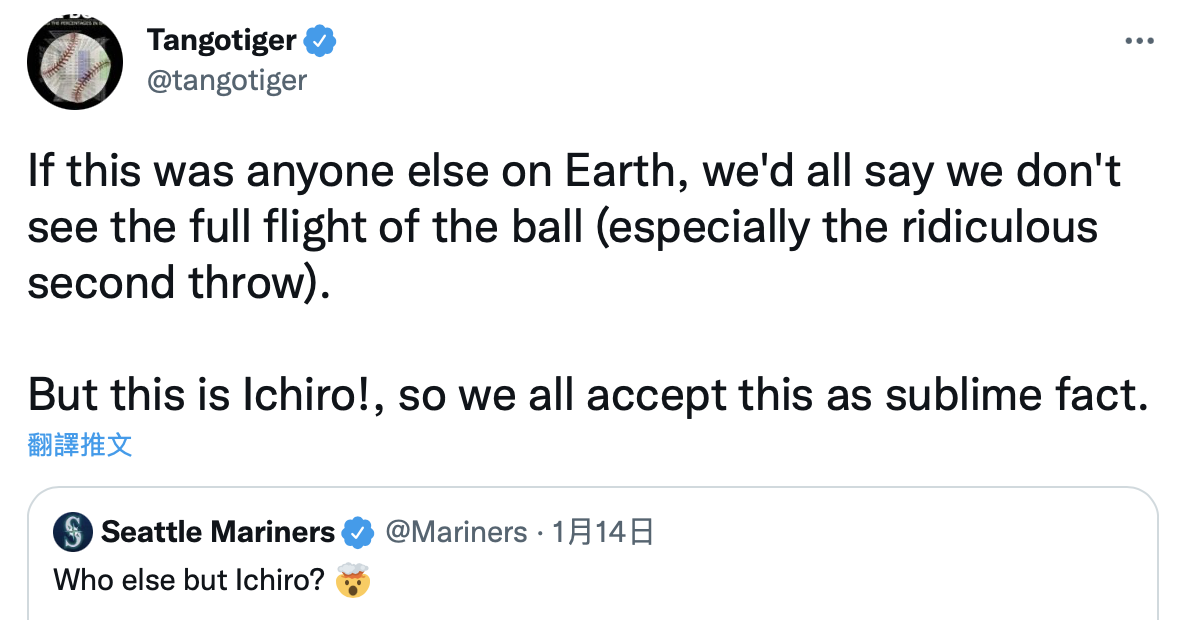 Tangotiger
@tangotiger
If this was anyone else on Earth, we'd all say we don't
see the full flight of the ball (especially the ridiculous
second throw).
But this is Ichiro!, so we all accept this as sublime fact.
翻譯推文
Seattle Mariners @Mariners · 1月14日
Who else but Ichiro? 🤯